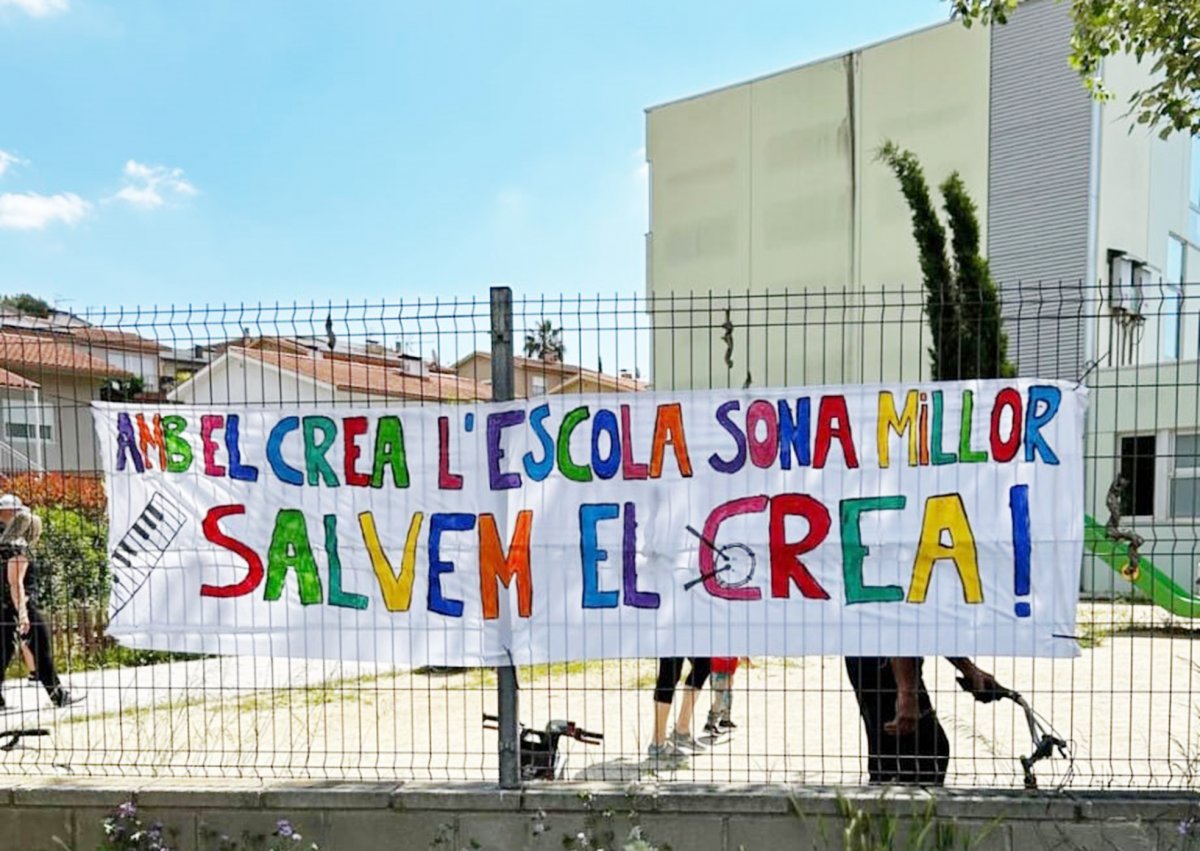 AMB EL CREA L'ESCOLA SONA MiLLOR
SALVEM EL CREA!